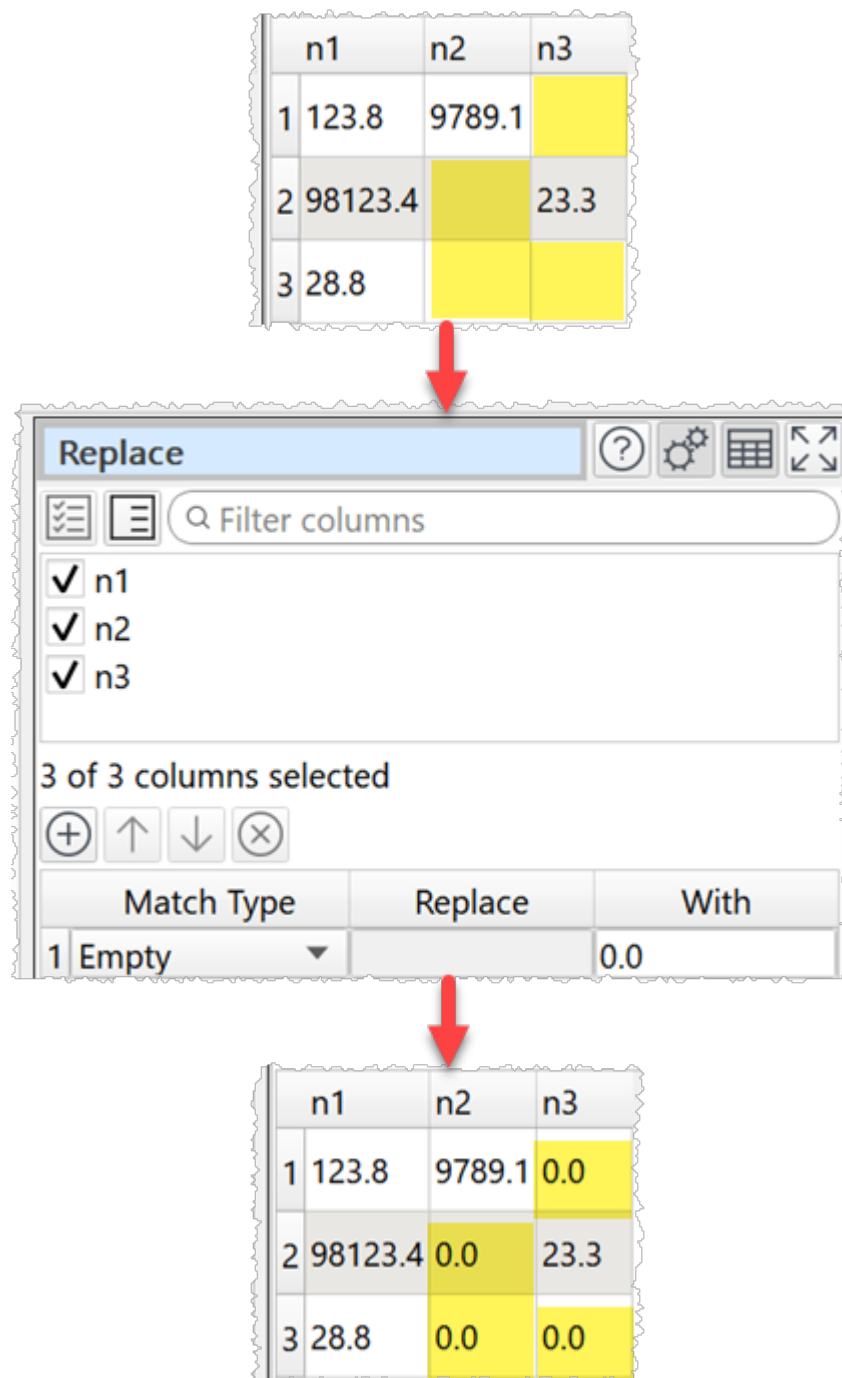 n1 n2 n3
1 123.8 9789.1
2 98123.4 23.3
3 28.8
Replace
Filter columns
n1
n2
n3
3 of 3 columns selected
Match Type Replace With
1 Empty 0.0
n1 n2 n3
1 123.8 9789.1 0.0
2 98123.4 0.0 23.3
3 28.8 0.0 0.0